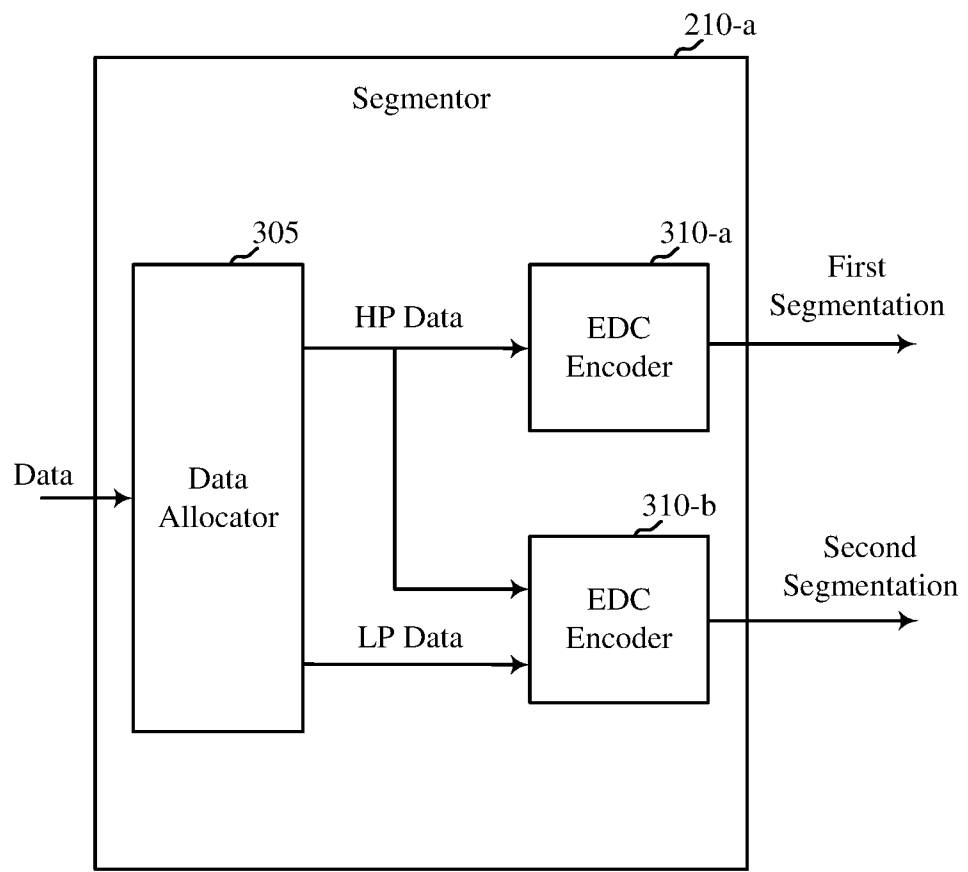 210-a
Segmentor
305
310-a
First
Segmentation
HP Data
EDC
Encoder
Data
Data
Allocator
310-b
Second
Segmentation
EDC
Encoder
LP Data